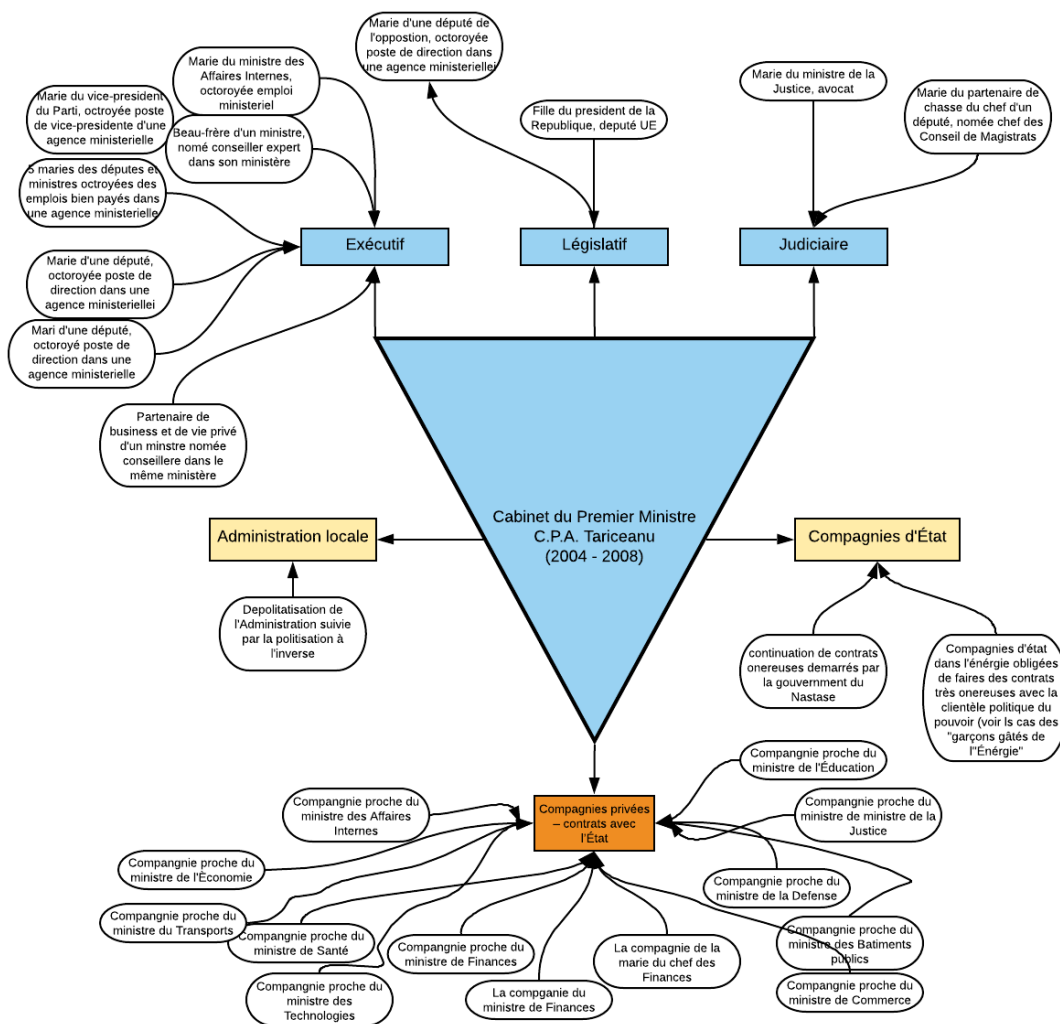 Marie d'une député de
l'oppostion, octoroyée
poste de direction dans
une agence ministerïellei
Marie du ministre des
Affaires Internes,
octoroyée emploi
ministeriel
Marie du vice-president
du Parti, octroyée poste
de vice-presidente d'une
agence ministerielle
Beau-frère d'un ministre,
nomé conseiller expert
dans son ministère
5 maries des députes et
ministres octroyées des
emplois bien payés dans
une agence ministerielle
Marie d'une député,
octoroyée poste de
direction dans une
agence ministeriellei
Mari d'une député,
octoroyé poste de
direction dans une
agence ministerielle
Partenaire de
business et de vie privé
d'un minstre nomée
conseillere dans le
même ministère
Fille du president de la
Republique, deputé UE
Marie du ministre de la
Justice, avocat
Marie du partenaire de
chasse du chef d'un
député, nomée chef des
Conseil de Magistrats
Exécutif
Législatif
Judiciaire
Cabinet du Premier Ministre
C.P.A. Tariceanu
(2004 - 2008)
Administration locale
Compagnies d'État
Depolitatisation de
l'Administration suivie
par la politisation à
l'inverse
continuation de contrats
onereuses demarrés par
la gouvernment du
Nastase
Compagnies d'état
dans l'énérgie obligées
de faires des contrats
très onereuses avec la
clientèle politique du
pouvoir (voir ls cas des
"garçons gâtés de
l"Énérgie"
Compagnies privées
– contrats avec
l'État
Compangnie proche du
ministre de l'Éducation
Compangnie proche du
ministre des Affaires
Internes
Compangnie proche du
ministre de ministre de la
Justice
Compangnie proche du
ministre de l'Èconomie
Compangnie proche du
ministre de la Defense
Compangnie proche du
ministre du Transports
Compangnie proche du
ministre de Santé
Compangnie proche du
ministre de Finances
La compagnie de la
marie du chef des
Finances
Compangnie proche du
ministre des Batiments
publics
Compangnie proche du
ministre des
Technologies
La compganie du
ministre de Finances
Compangnie proche du
ministre de Commerce